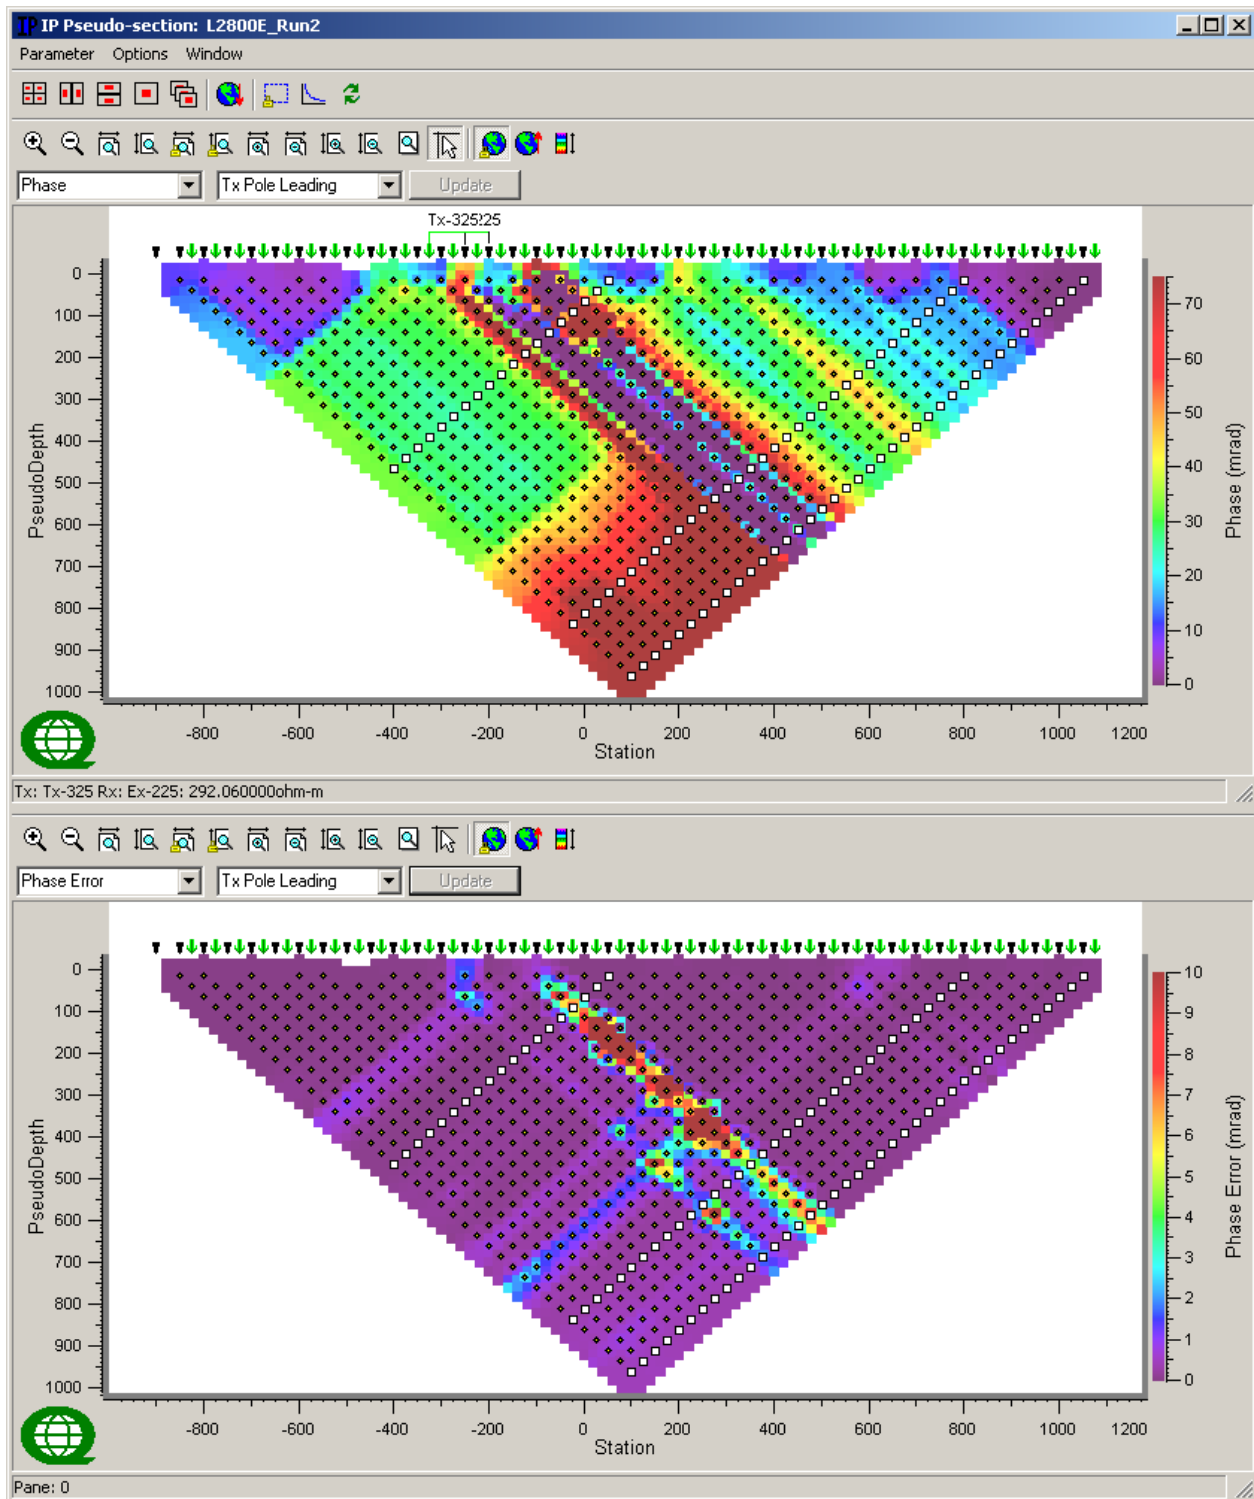 IP Pseudo-section: L2800E_Run2
Parameter Options Window
Phase Tx Pole Leading Update
Tx-325
0
100
200
300
400
500
600
700
800
900
1000
PseudoDepth
-800 -600 -400 -200 0 200 400 600 800 1000 1200
Station
70
60
50
40
30
20
10
0
Phase (mrad)
Tx: Tx-325 Rx: Ex-225: 292.060000ohm-m
Phase Error Tx Pole Leading Update
0
100
200
300
400
500
600
700
800
900
1000
PseudoDepth
-800 -600 -400 -200 0 200 400 600 800 1000 1200
Station
10
9
8
7
6
5
4
3
2
1
0
Phase Error (mrad)
Pane: 0